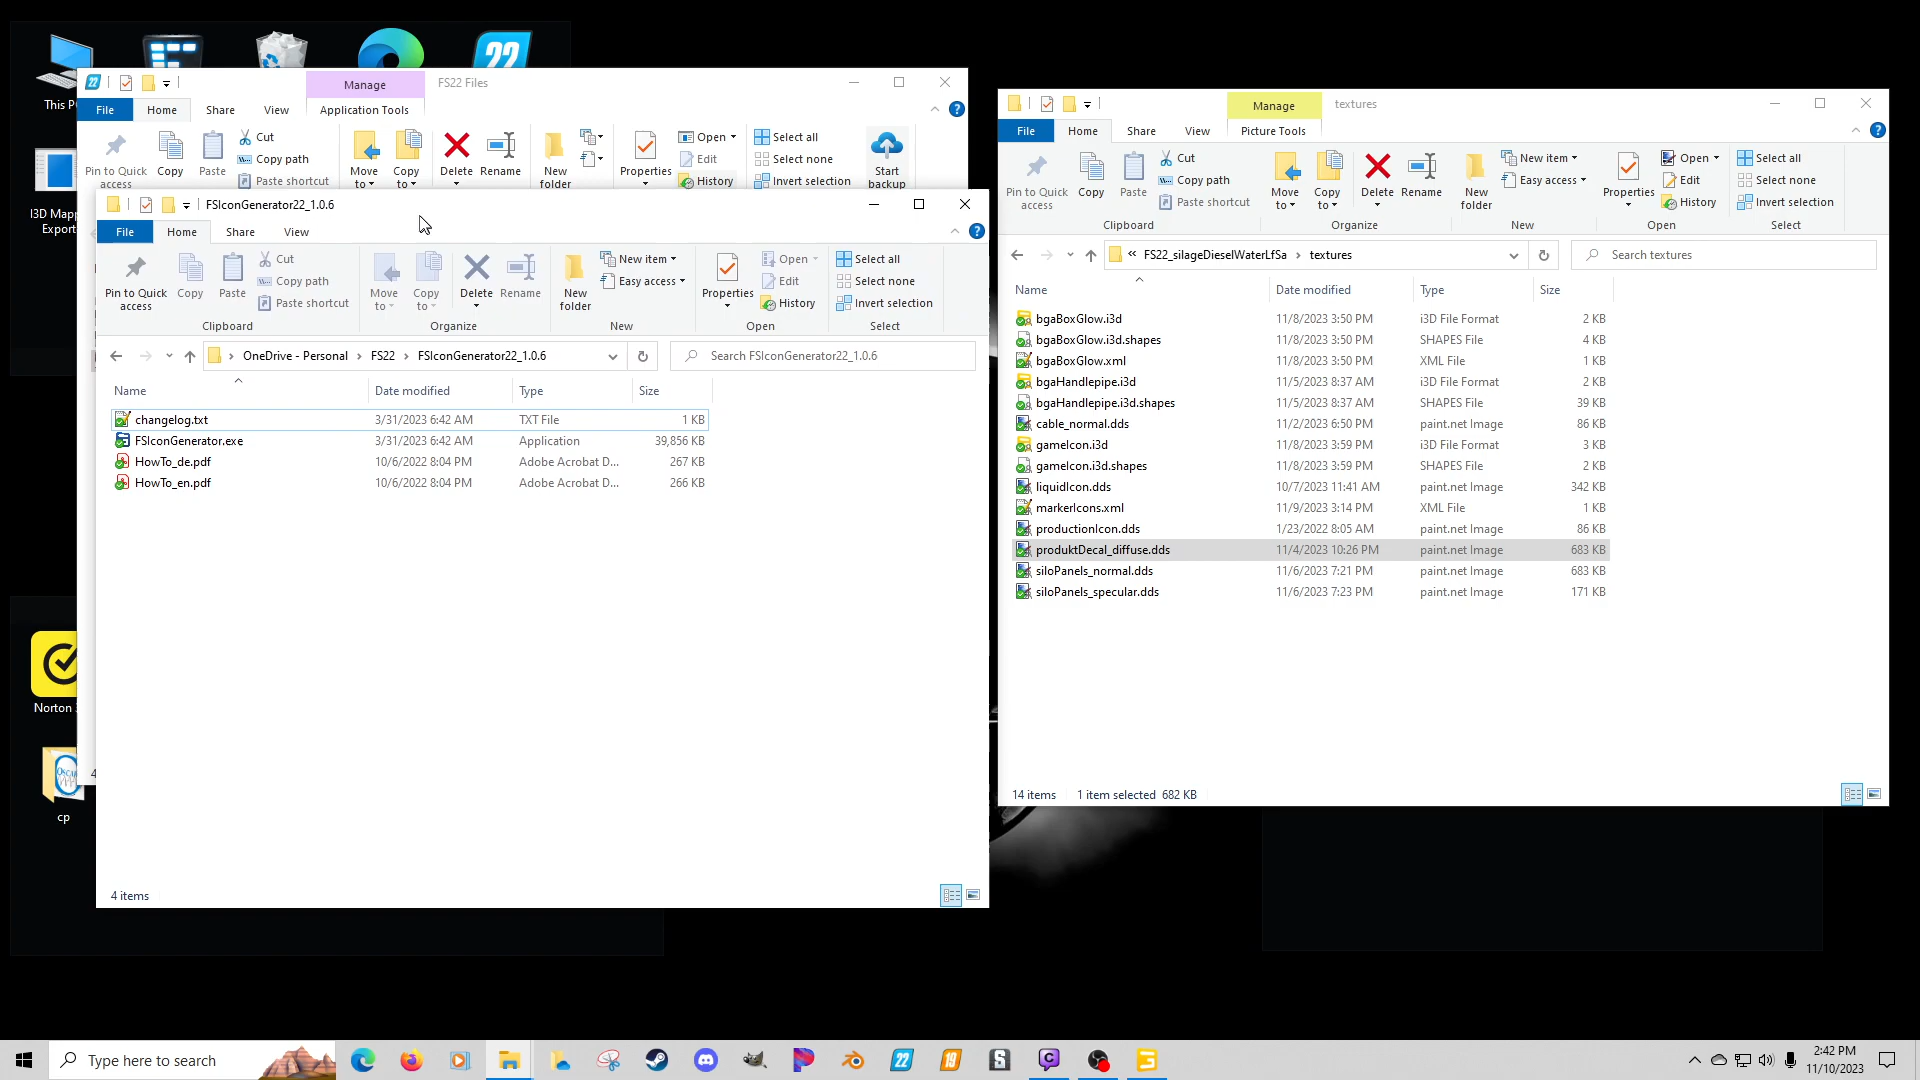 This P
I3D Mapp
Export
Norton
cp
Manage
FS22 Files
File
Home
Share
View
Application Tools
Pin to Quick
access
Copy
Paste
Cut
Copy path
Paste shortcut
Move
to
Copy
to
Delete
Rename
New
folder
Properties
Open
Edit
History
Select all
Select none
Invert selection
Start
backup
FSIconGenerator22_1.0.6
File
Home
Share
View
Pin to Quick
access
Copy
Paste
Cut
Copy path
Paste shortcut
Clipboard
Move
to
Copy
to
Delete
Rename
Organize
New
folder
New item
Easy access
New
Properties
Open
Edit
History
Open
Select all
Select none
Invert selection
Select
OneDrive - Personal > FS22 > FSIconGenerator22_1.0.6
Search FSIconGenerator22_1.0.6
Name Date modified Type Size
changelog.txt 3/31/2023 6:42 AM TXT File 1 KB
FSIconGenerator.exe 3/31/2023 6:42 AM Application 39,856 KB
HowTo_de.pdf 10/6/2022 8:04 PM Adobe Acrobat D... 267 KB
HowTo_en.pdf 10/6/2022 8:04 PM Adobe Acrobat D... 266 KB
4 items
Manage
textures
File
Home
Share
View
Picture Tools
Pin to Quick
access
Copy
Paste
Cut
Copy path
Paste shortcut
Clipboard
Move
to
Copy
to
Delete
Rename
Organize
New
folder
New item
Easy access
New
Properties
Open
Edit
History
Open
Select all
Select none
Invert selection
Select
« FS22_silageDieselWaterLfSa > textures
Search textures
Name Date modified Type Size
bgaBoxGlow.i3d 11/8/2023 3:50 PM i3D File Format 2 KB
bgaBoxGlow.i3d.shapes 11/8/2023 3:50 PM SHAPES File 4 KB
bgaBoxGlow.xml 11/8/2023 3:50 PM XML File 1 KB
bgaHandlepipe.i3d 11/5/2023 8:37 AM i3D File Format 2 KB
bgaHandlepipe.i3d.shapes 11/5/2023 8:37 AM SHAPES File 39 KB
cable_normal.dds 11/2/2023 6:50 PM paint.net Image 86 KB
gameIcon.i3d 11/8/2023 3:59 PM i3D File Format 3 KB
gameIcon.i3d.shapes 11/8/2023 3:59 PM SHAPES File 2 KB
liquidIcon.dds 10/7/2023 11:41 AM paint.net Image 342 KB
markerIcons.xml 11/9/2023 3:14 PM XML File 1 KB
productionIcon.dds 1/23/2022 8:05 AM paint.net Image 86 KB
produktDecal_diffuse.dds 11/4/2023 10:26 PM paint.net Image 683 KB
siloPanels_normal.dds 11/6/2023 7:21 PM paint.net Image 683 KB
siloPanels_specular.dds 11/6/2023 7:23 PM paint.net Image 171 KB
14 items 1 item selected 682 KB
Type here to search
2:42 PM
11/10/2023